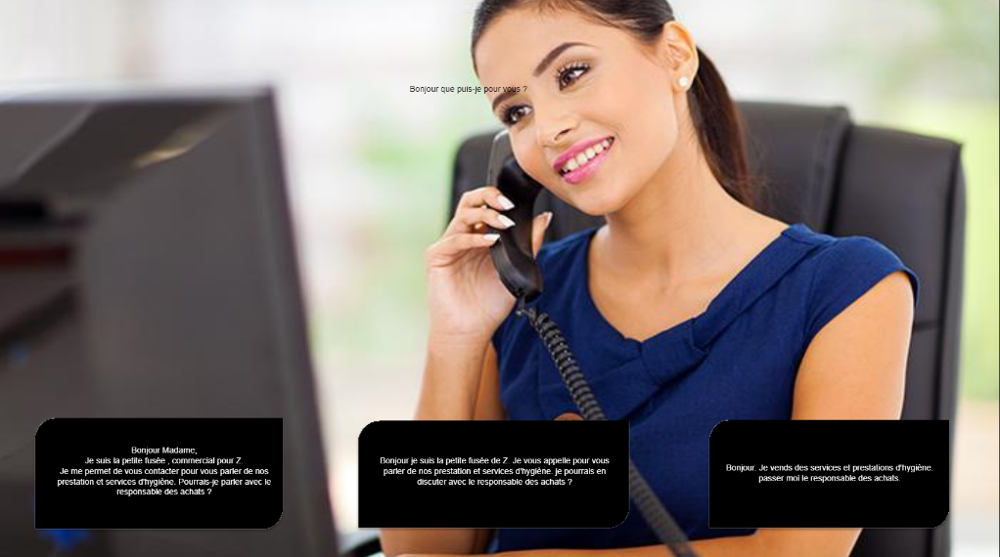 Bonjour que puis-je pour vous ?
Bonjour Madame,
Je suis la petite fusée , commercial pour Z.
Je me permet de vous contacter pour vous parler de nos
prestation et services d'hygiène. Pourrais-je parler avec le
responsable des achats ?
Bonjour je suis la petite fusée de Z. Je vous appelle pour vous
parler de nos prestation et services d'hygiène. je pourrais en
discuter avec le responsable des achats ?
Bonjour. Je vends des services et prestations d'hygiène.
passer moi le responsable des achats.